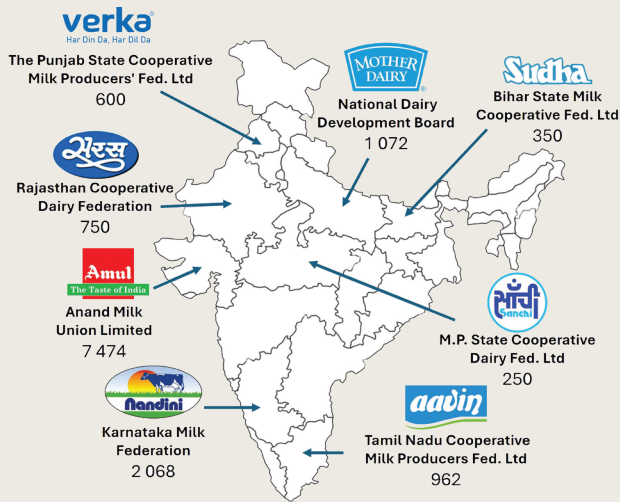 verka®
Har Din Da, Har Dil Da
The Punjab State Cooperative
Milk Producers' Fed. Ltd
600
MOTHER
DAIRY
National Dairy
Development Board
1 072
Sudha
Bihar State Milk
Cooperative Fed. Ltd
350
सरस
Rajasthan Cooperative
Dairy Federation
750
Amul
The Taste of India
Anand Milk
Union Limited
7 474
साँची
Sanchi
M.P. State Cooperative
Dairy Fed. Ltd
250
nandini
Karnataka Milk
Federation
2 068
aavin
Tamil Nadu Cooperative
Milk Producers Fed. Ltd
962